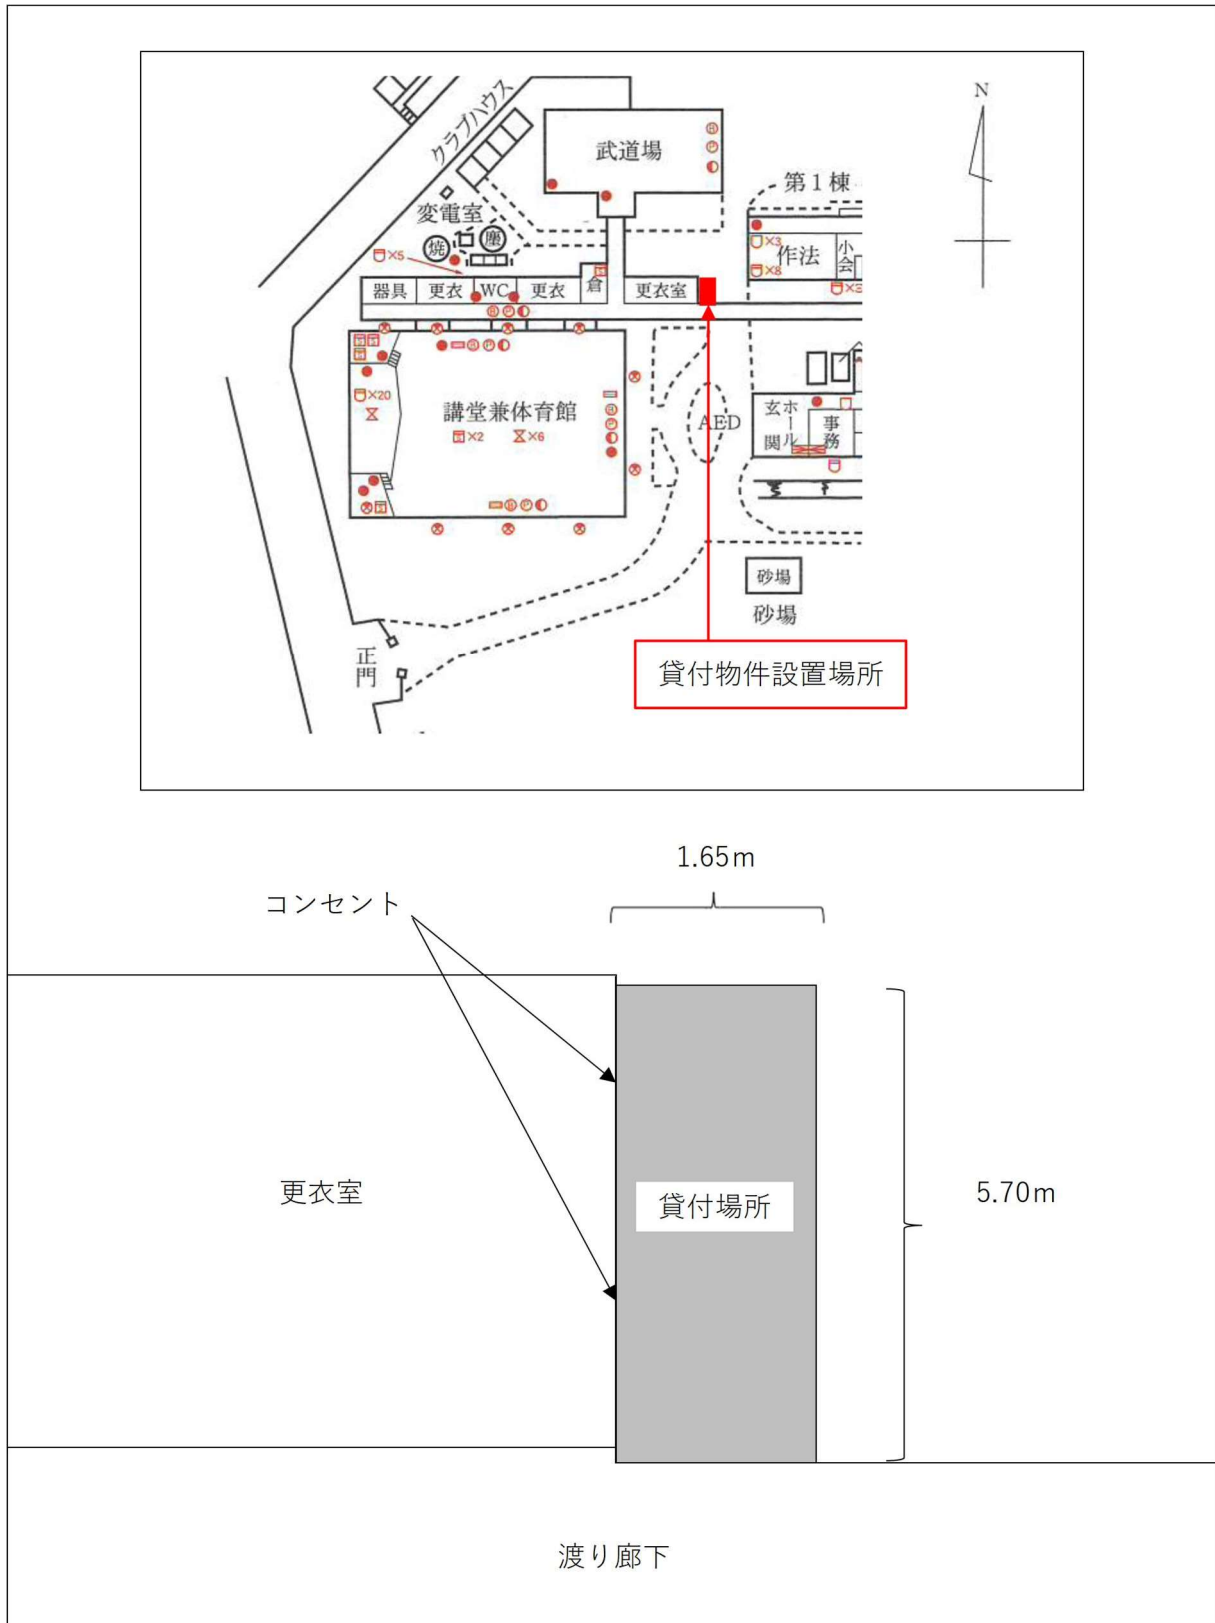 N
クラブハウス
武道場
第1棟
変電室
焼
塵
×5
×3
×8
作法
小会
器具
更衣
WC
更衣
倉
更衣室
×3
×20
講堂兼体育館
×2
×6
AED
玄関
ホール
事務
砂場
砂場
正門
貸付物件設置場所
1.65m
コンセント
更衣室
貸付場所
5.70m
渡り廊下